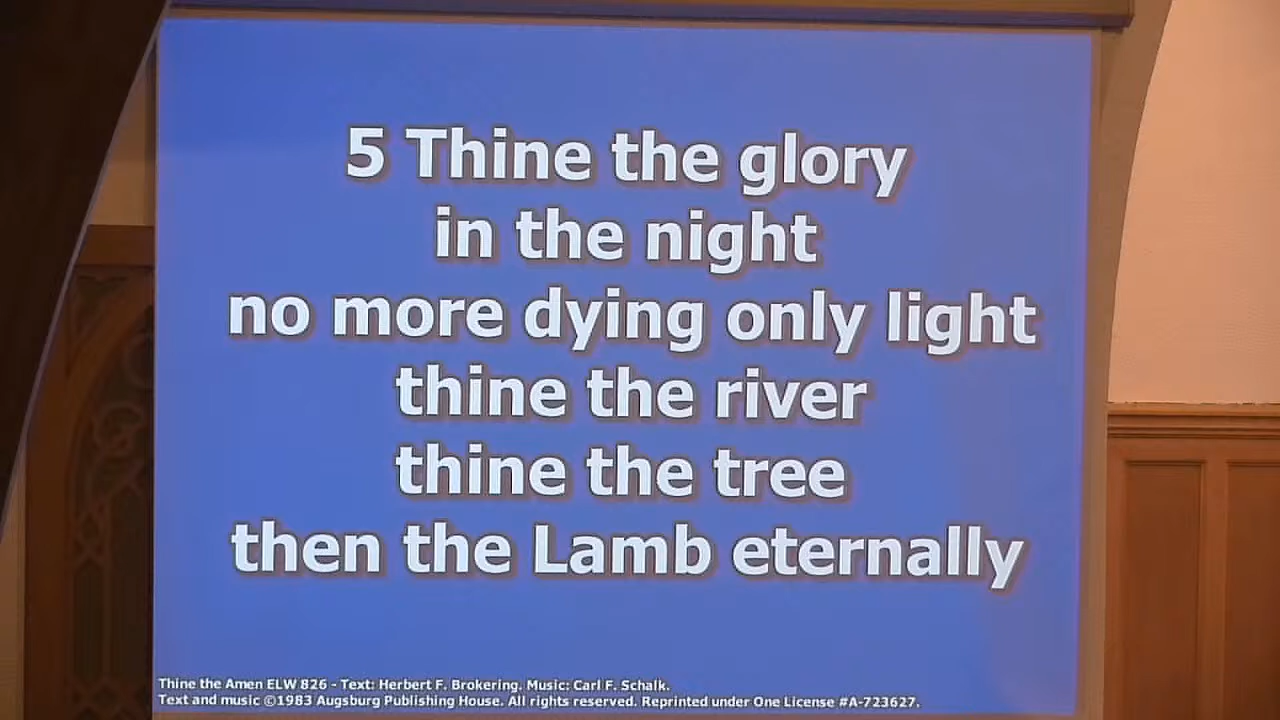 5 Thine the glory
in the night
no more dying only light
thine the river
thine the tree
then the Lamb eternally
Thine the Amen ELW 826 - Text: Herbert F. Brokering. Music: Carl F. Schalk.
Text and music ©1983 Augsburg Publishing House. All rights reserved. Reprinted under One License #A-723627.